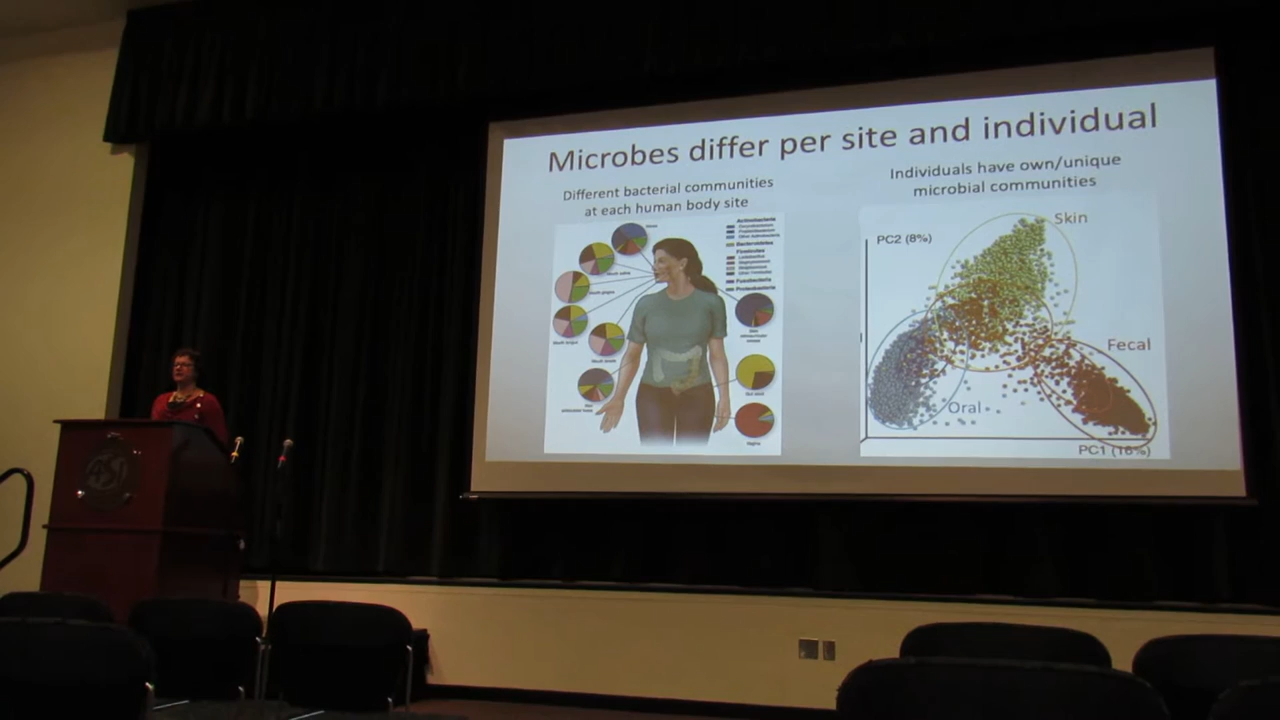 Microbes differ per site and individual
Different bacterial communities
at each human body site
Individuals have own/unique
microbial communities
Actinobacteria
Bacteroidetes
Firmicutes
Fusobacteria
Proteobacteria
PC2 (8%)
Skin
Fecal
Oral
PC1 (16%)